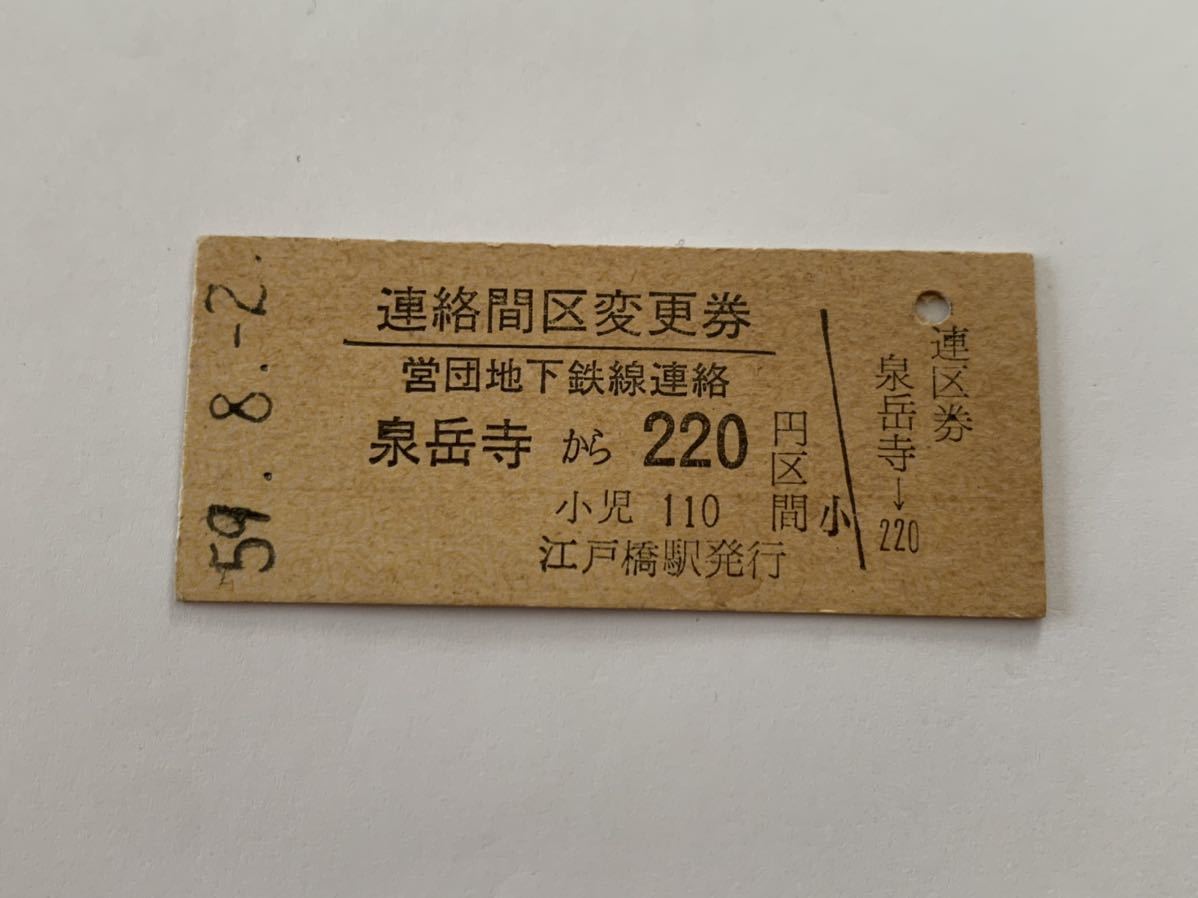 59.8.-2.
連絡間区変更券
営団地下鉄線連絡
泉岳寺 から 220 円区間
小児 110
小
江戸橋駅発行
連区券
泉岳寺→220